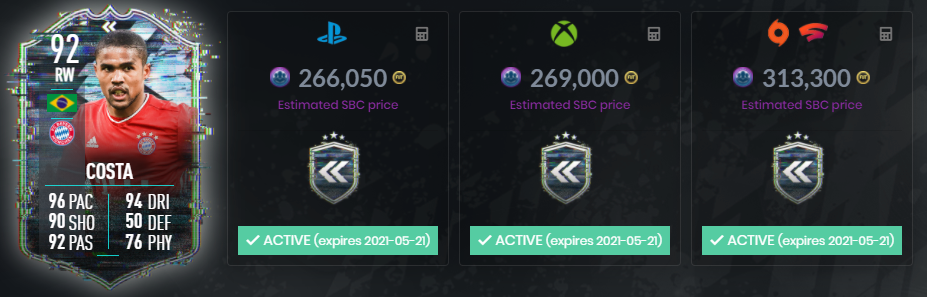 92
RW
COSTA
96 PAC
94 DRI
90 SHO
50 DEF
92 PAS
76 PHY
266,050
Estimated SBC price
ACTIVE (expires 2021-05-21)
269,000
Estimated SBC price
ACTIVE (expires 2021-05-21)
313,300
Estimated SBC price
ACTIVE (expires 2021-05-21)